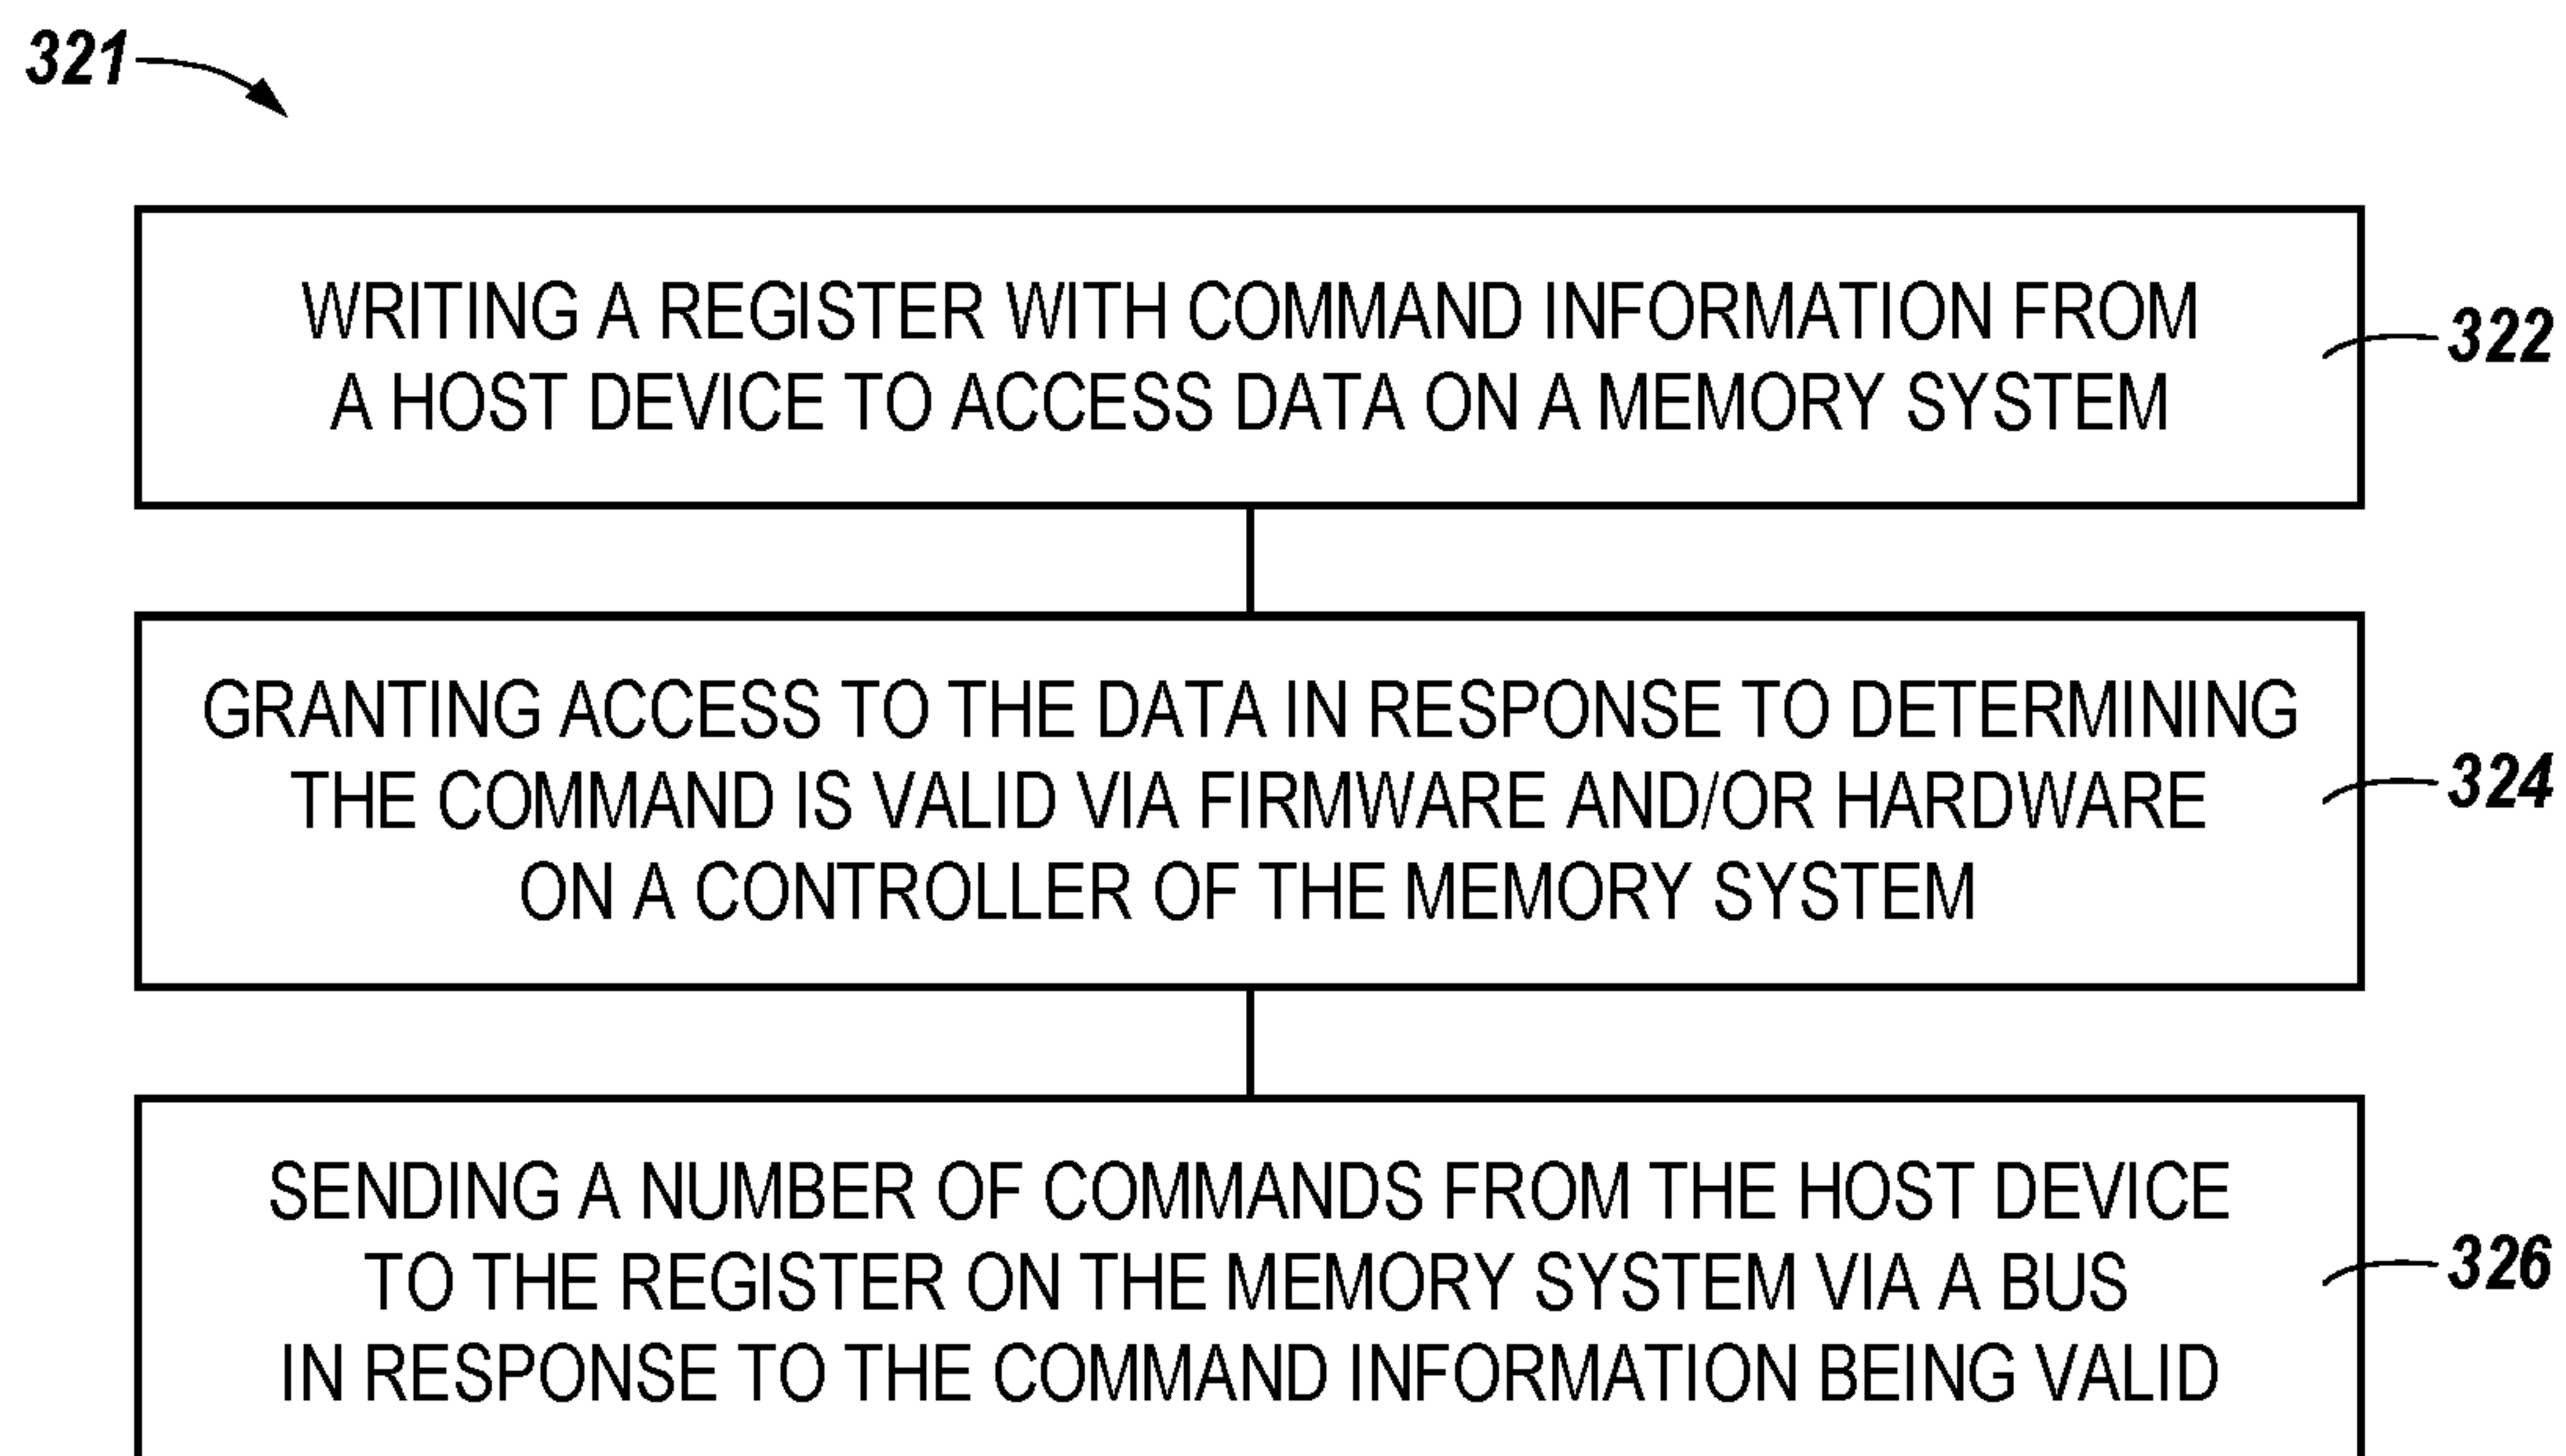 321
WRITING A REGISTER WITH COMMAND INFORMATION FROM
A HOST DEVICE TO ACCESS DATA ON A MEMORY SYSTEM
322
GRANTING ACCESS TO THE DATA IN RESPONSE TO DETERMINING
THE COMMAND IS VALID VIA FIRMWARE AND/OR HARDWARE
ON A CONTROLLER OF THE MEMORY SYSTEM
324
SENDING A NUMBER OF COMMANDS FROM THE HOST DEVICE
TO THE REGISTER ON THE MEMORY SYSTEM VIA A BUS
IN RESPONSE TO THE COMMAND INFORMATION BEING VALID
326